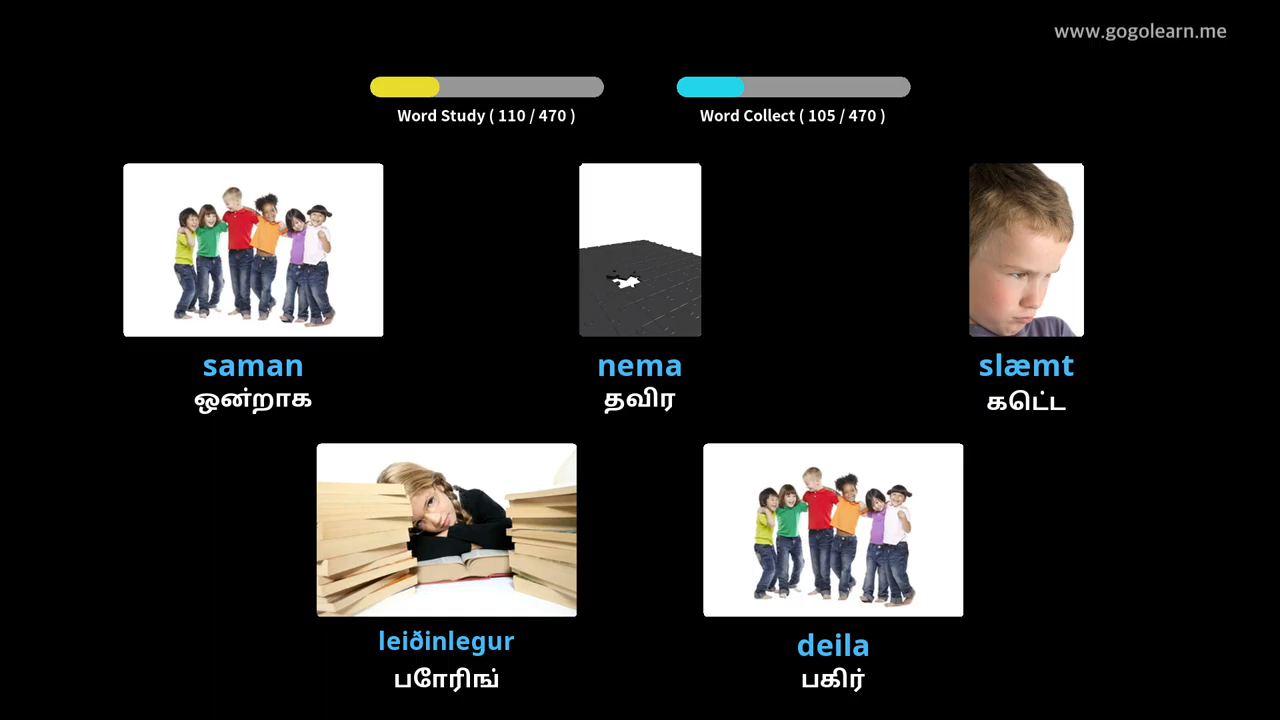 www.gogolearn.me
Word Study ( 110 / 470 )
Word Collect ( 105 / 470 )
saman
ஒன்றாக
nema
தவிர
slæmt
கெட்ட
leiðinlegur
போரிங்
deila
பகிர்